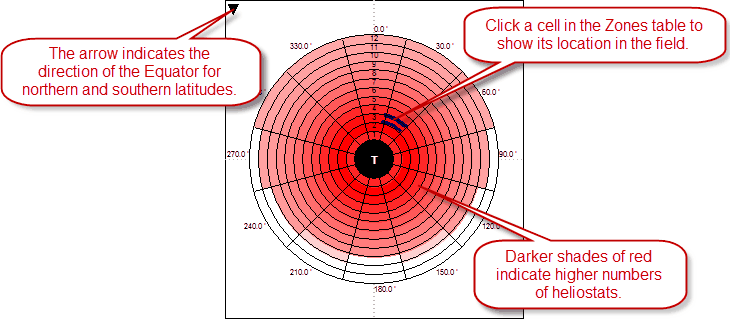 The arrow indicates the
direction of the Equator for
northern and southern latitudes.
Click a cell in the Zones table to
show its location in the field.
0.0 °
330.0 °
30.0 °
12
11
10
9
8
7
6
5
4
3
2
1
60.0 °
270.0 °
T
90.0 °
240.0 °
120.0 °
210.0 °
150.0 °
180.0 °
Darker shades of red
indicate higher numbers
of heliostats.